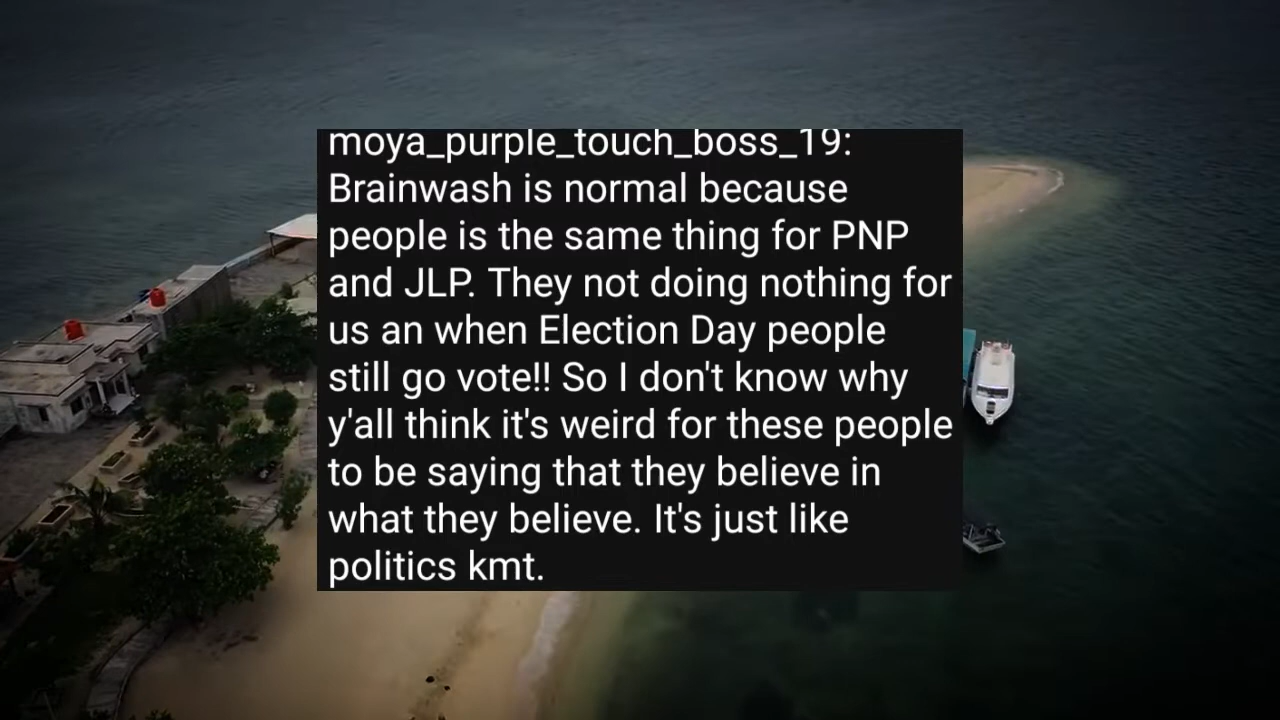 moya_purple_touch_boss_19:
Brainwash is normal because
people is the same thing for PNP
and JLP. They not doing nothing for
us an when Election Day people
still go vote!! So I don't know why
y'all think it's weird for these people
to be saying that they believe in
what they believe. It's just like
politics kmt.